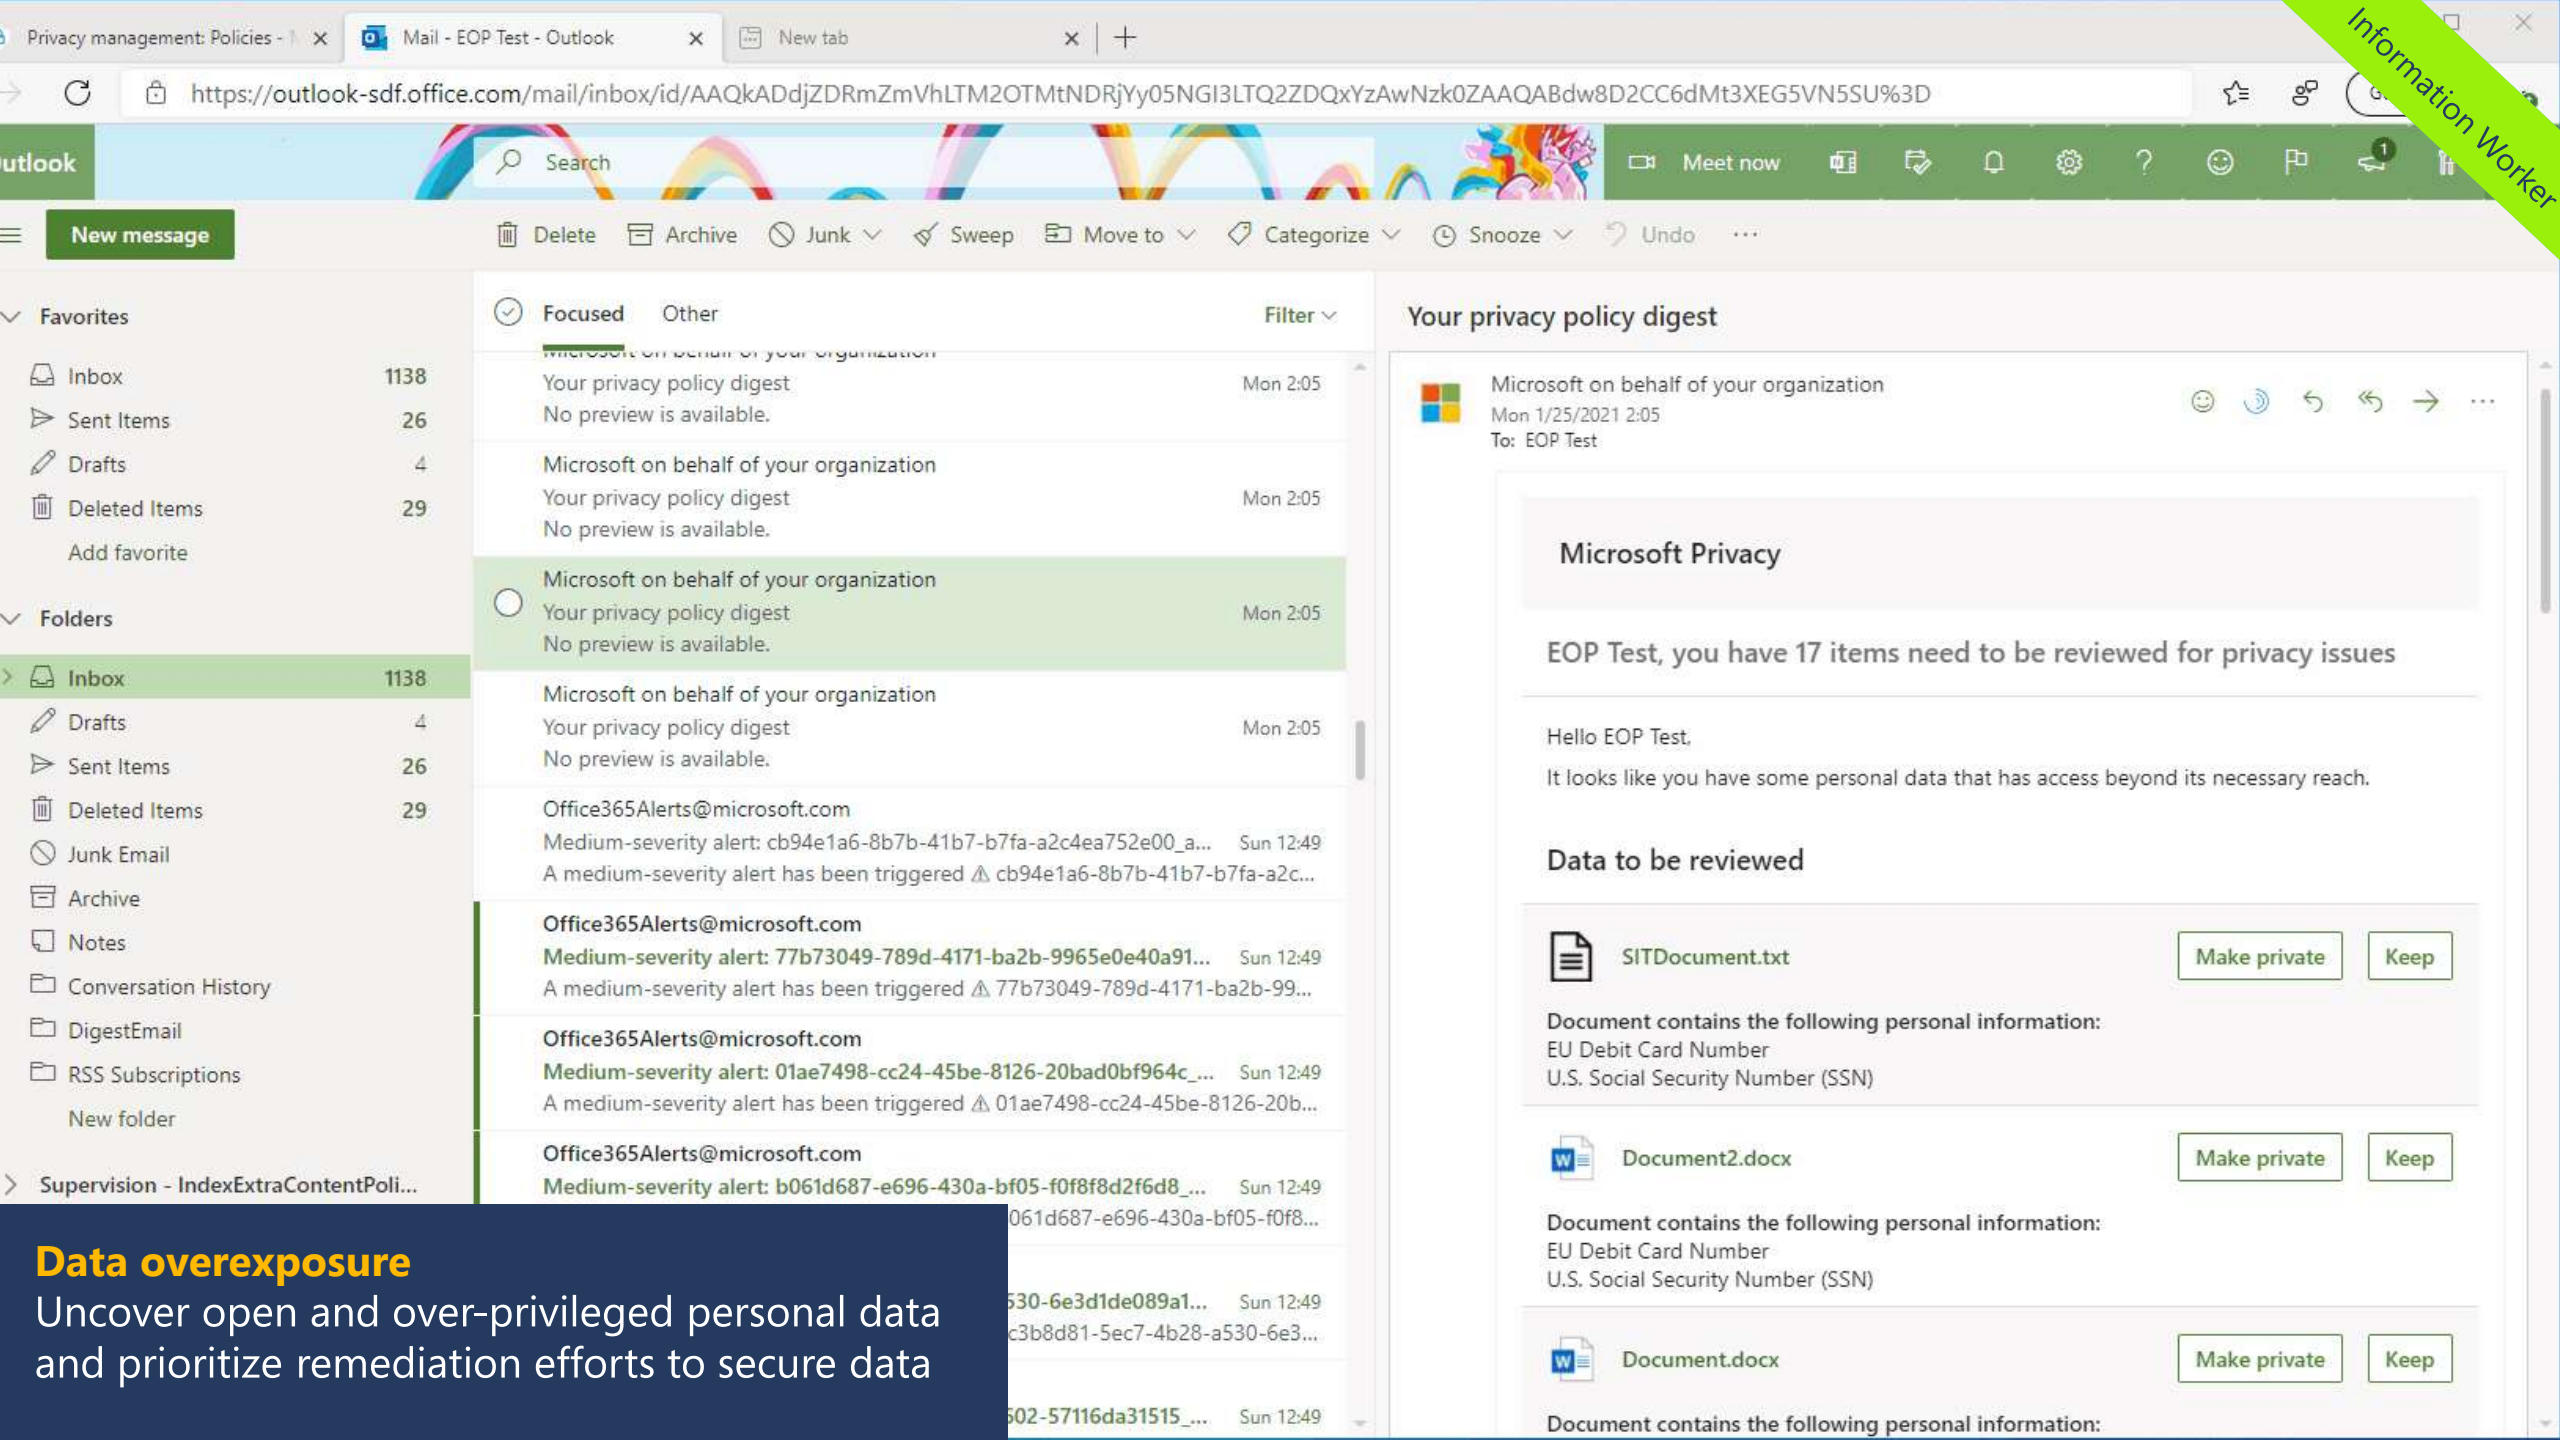 Privacy management: Policies -
Mail - EOP Test - Outlook
New tab
https://outlook-sdf.office.com/mail/inbox/id/AAQkADdjZDRmZmVhLTM2OTMtNDRjYy05NGI3LTQ2ZDQxYzAwNzk0ZAAQABdw8D2CC6dMt3XEG5VN5SU%3D
Information Worker
utlook
Search
Meet now
1
New message
Delete
Archive
Junk
Sweep
Move to
Categorize
Snooze
Undo
Favorites
Inbox 1138
Sent Items 26
Drafts 4
Deleted Items 29
Add favorite
Folders
Inbox 1138
Drafts 4
Sent Items 26
Deleted Items 29
Junk Email
Archive
Notes
Conversation History
DigestEmail
RSS Subscriptions
New folder
Supervision - IndexExtraContentPoli...
Focused Other Filter
Microsoft on behalf of your organization
Your privacy policy digest Mon 2:05
No preview is available.
Microsoft on behalf of your organization
Your privacy policy digest Mon 2:05
No preview is available.
Microsoft on behalf of your organization
Your privacy policy digest Mon 2:05
No preview is available.
Microsoft on behalf of your organization
Your privacy policy digest Mon 2:05
No preview is available.
Office365Alerts@microsoft.com
Medium-severity alert: cb94e1a6-8b7b-41b7-b7fa-a2c4ea752e00_a... Sun 12:49
A medium-severity alert has been triggered ⚠ cb94e1a6-8b7b-41b7-b7fa-a2c...
Office365Alerts@microsoft.com
Medium-severity alert: 77b73049-789d-4171-ba2b-9965e0e40a91... Sun 12:49
A medium-severity alert has been triggered ⚠ 77b73049-789d-4171-ba2b-99...
Office365Alerts@microsoft.com
Medium-severity alert: 01ae7498-cc24-45be-8126-20bad0bf964c_... Sun 12:49
A medium-severity alert has been triggered ⚠ 01ae7498-cc24-45be-8126-20b...
Office365Alerts@microsoft.com
Medium-severity alert: b061d687-e696-430a-bf05-f0f8f8d2f6d8_... Sun 12:49
061d687-e696-430a-bf05-f0f8...
530-6e3d1de089a1... Sun 12:49
c3b8d81-5ec7-4b28-a530-6e3...
602-57116da31515_... Sun 12:49
Your privacy policy digest
Microsoft on behalf of your organization
Mon 1/25/2021 2:05
To: EOP Test
Microsoft Privacy
EOP Test, you have 17 items need to be reviewed for privacy issues
Hello EOP Test,
It looks like you have some personal data that has access beyond its necessary reach.
Data to be reviewed
SITDocument.txt Make private Keep
Document contains the following personal information:
EU Debit Card Number
U.S. Social Security Number (SSN)
Document2.docx Make private Keep
Document contains the following personal information:
EU Debit Card Number
U.S. Social Security Number (SSN)
Document.docx Make private Keep
Document contains the following personal information:
Data overexposure
Uncover open and over-privileged personal data
and prioritize remediation efforts to secure data